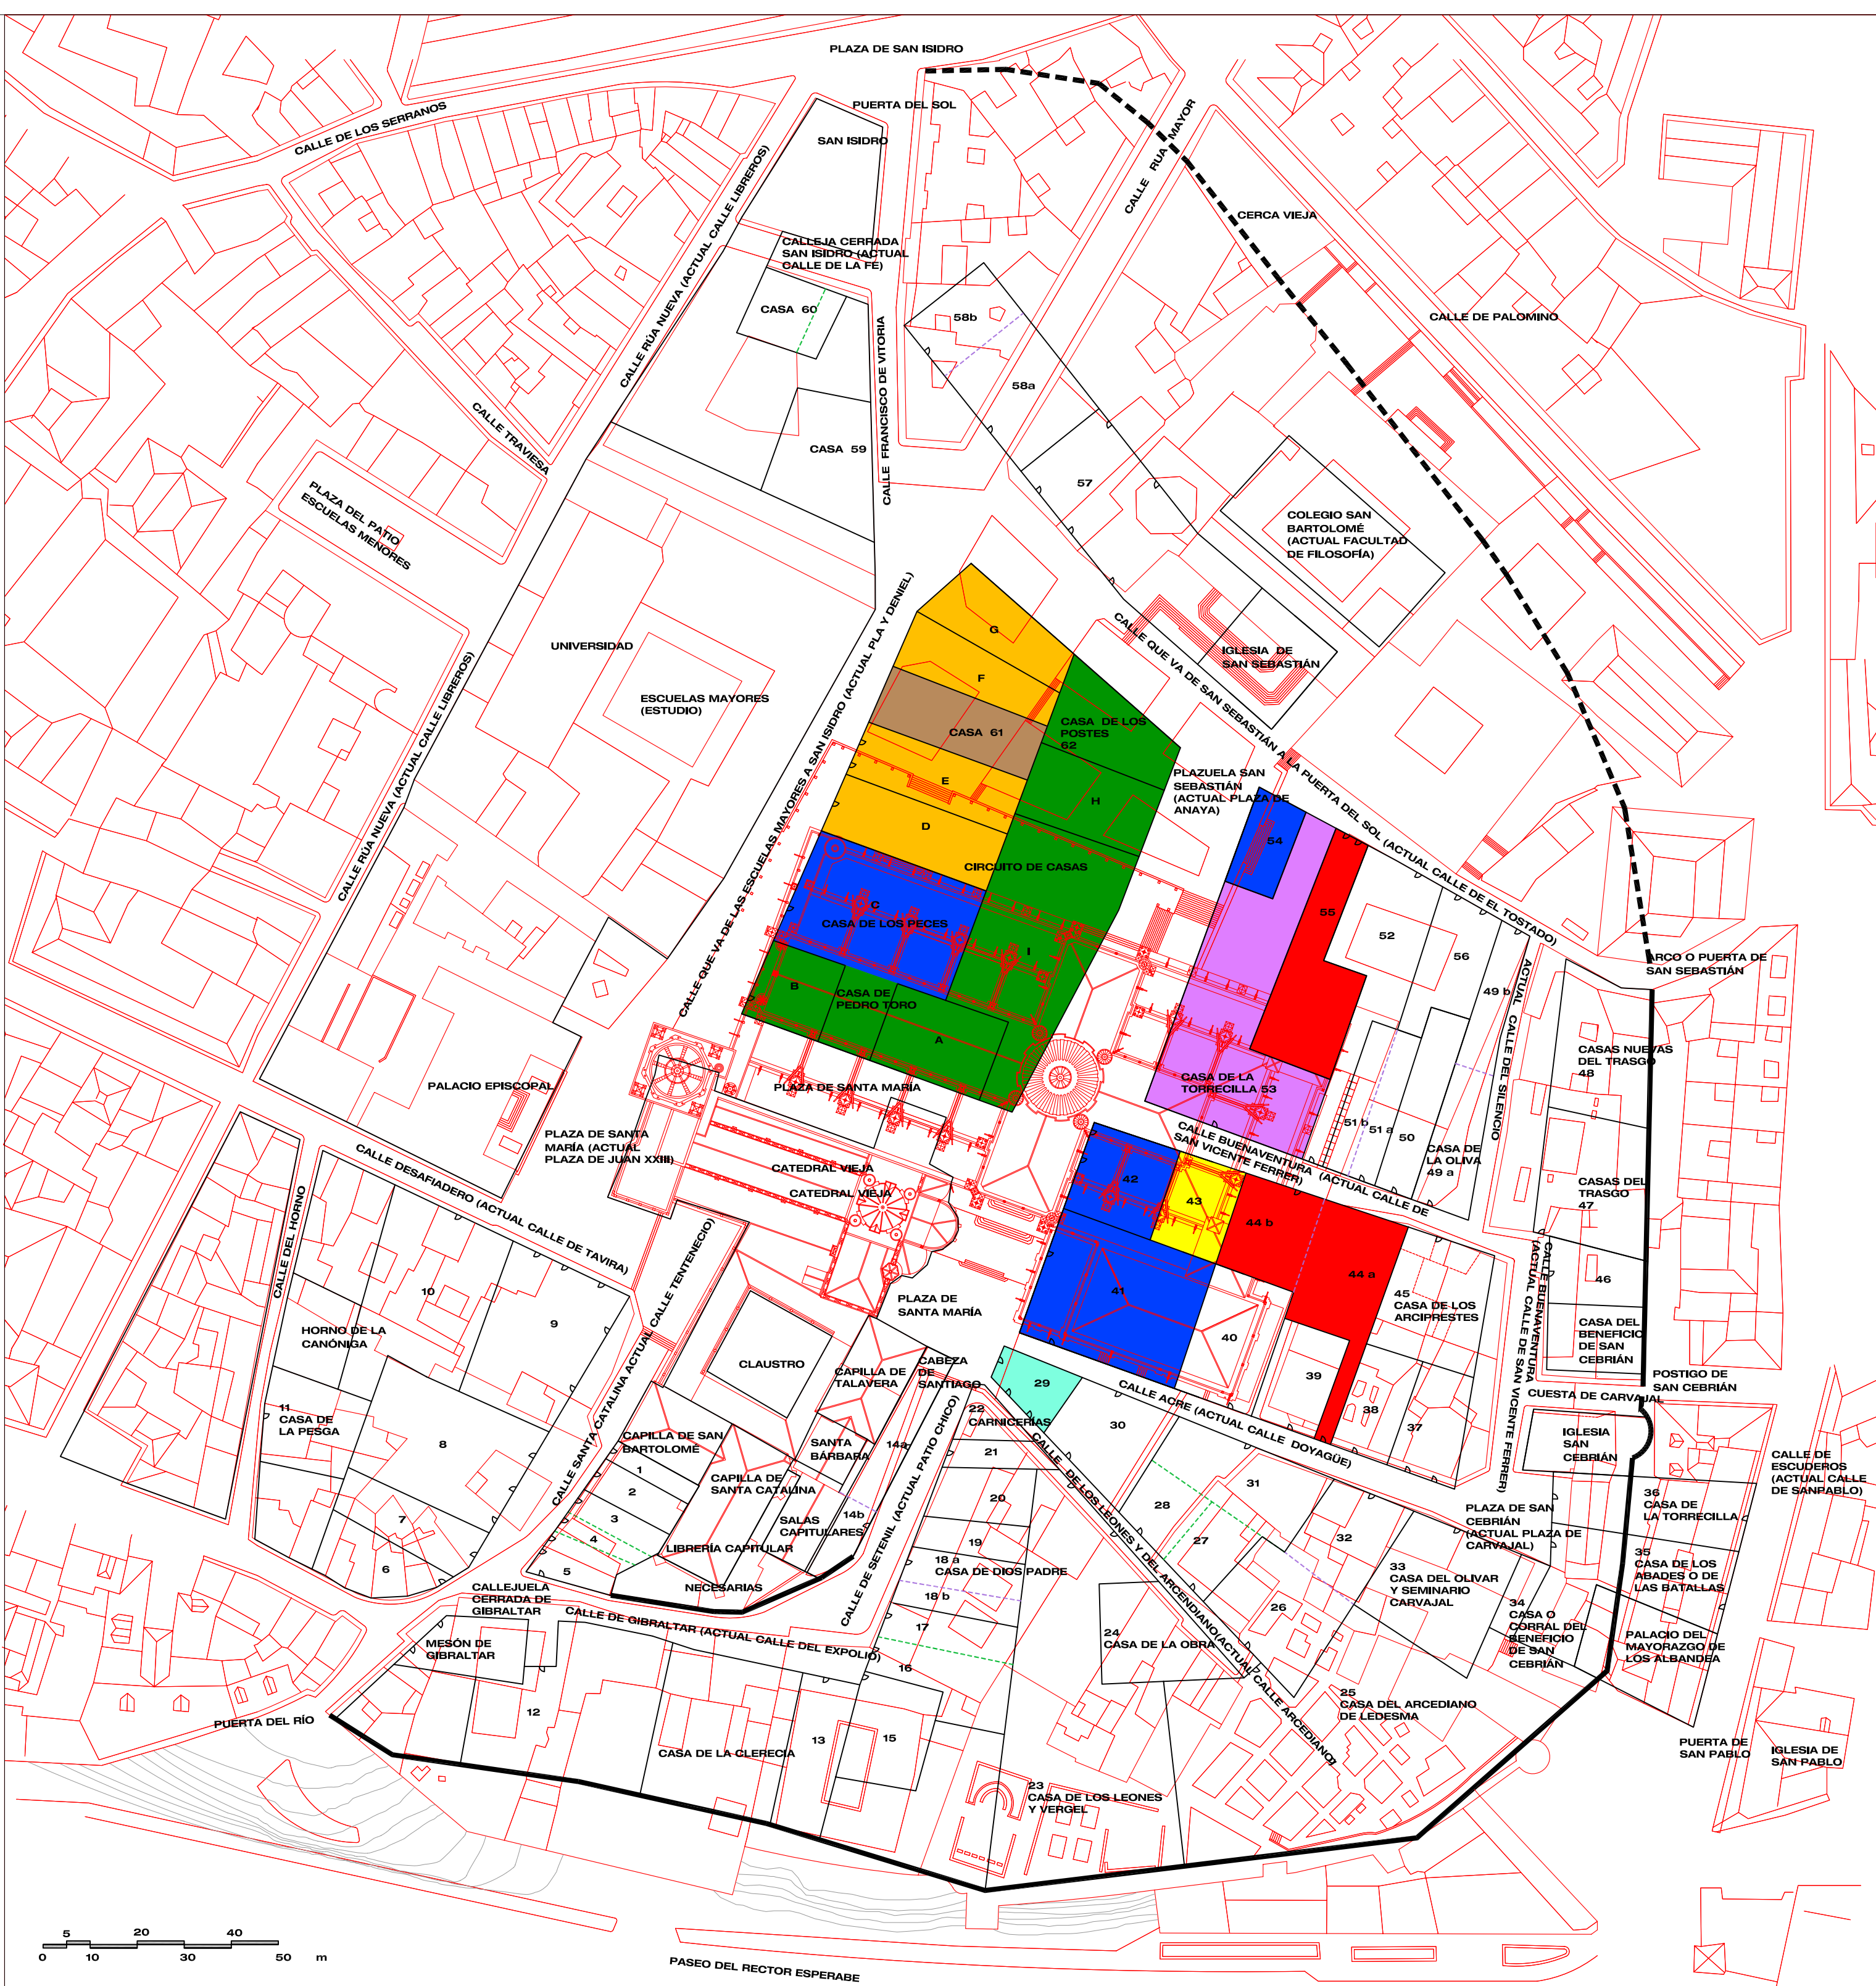 PLAZA DE SAN ISIDRO
PUERTA DEL SOL
SAN ISIDRO
CALLE DE LOS SERRANOS
CALLE RUA MAYOR
CERCA VIEJA
CALLE RÚA NUEVA (ACTUAL CALLE LIBREROS)
CALLEJA CERRADA
SAN ISIDRO (ACTUAL
CALLE DE LA FÉ)
CASA 60
CALLE FRANCISCO DE VITORIA
58b
58a
CALLE DE PALOMINO
CALLE TRAVIESA
CASA 59
57
PLAZA DEL PATIO
ESCUELAS MENORES
COLEGIO SAN
BARTOLOMÉ
(ACTUAL FACULTAD
DE FILOSOFÍA)
UNIVERSIDAD
ESCUELAS MAYORES
(ESTUDIO)
CALLE QUE VA DE LAS ESCUELAS MAYORES A SAN ISIDRO (ACTUAL PLA Y DENIEL)
G
F
CASA 61
E
D
CASA DE LOS
POSTES
62
H
CALLE QUE VA DE SAN SEBASTIÁN A LA PUERTA DEL SOL (ACTUAL CALLE DE EL TOSTADO)
IGLESIA DE
SAN SEBASTIÁN
PLAZUELA SAN
SEBASTIÁN
(ACTUAL PLAZA DE
ANAYA)
CALLE RÚA NUEVA (ACTUAL CALLE LIBREROS)
CIRCUITO DE CASAS
C
CASA DE LOS PECES
I
B
CASA DE
PEDRO TORO
A
54
55
52
56
49 b
ARCO O PUERTA DE
SAN SEBASTIÁN
ACTUAL CALLE DEL SILENCIO
CASAS NUEVAS
DEL TRASGO
48
PALACIO EPISCOPAL
PLAZA DE SANTA MARÍA
CASA DE LA
TORRECILLA 53
51 b
51 a
50
CASA DE
LA OLIVA
49 a
PLAZA DE SANTA
MARÍA (ACTUAL
PLAZA DE JUAN XXIII)
CATEDRAL VIEJA
CATEDRAL VIEJA
CALLE BUENAVENTURA (ACTUAL CALLE DE
SAN VICENTE FERRER)
42
43
44 b
44 a
41
40
CASAS DEL
TRASGO
47
46
CALLE DESAFIADERO (ACTUAL CALLE DE TAVIRA)
CALLE DEL HORNO
10
9
HORNO DE LA
CANÓNIGA
CALLE SANTA CATALINA ACTUAL CALLE TENTENECIO)
PLAZA DE
SANTA MARÍA
45
CASA DE LOS
ARCIPRESTES
CALLE BUENAVENTURA
(ACTUAL CALLE DE SAN VICENTE FERRER)
CASA DEL
BENEFICIO
DE SAN
CEBRIÁN
CLAUSTRO
CAPILLA DE
TALAVERA
CABEZA
DE
SANTIAGO
29
CALLE ACRE (ACTUAL CALLE DOYAGÜE)
39
38
37
POSTIGO DE
SAN CEBRIÁN
CUESTA DE CARVAJAL
11
CASA DE
LA PESGA
8
CAPILLA DE SAN
BARTOLOMÉ
SANTA
BÁRBARA
14a
22
CARNICERÍAS
21
30
IGLESIA
SAN
CEBRIÁN
CALLE DE
ESCUDEROS
(ACTUAL CALLE
DE SANPABLO)
1
2
3
4
5
CAPILLA DE
SANTA CATALINA
SALAS
CAPITULARES
14b
LIBRERÍA CAPITULAR
NECESARIAS
CALLE DE SETENIL (ACTUAL PATIO CHICO)
20
19
18 a
CASA DE DIOS PADRE
18 b
17
16
CALLE DE LOS LEONES Y DEL ARCENDIANO(ACTUAL CALLE ARCEDIANO)
28
27
31
32
26
33
CASA DEL OLIVAR
Y SEMINARIO
CARVAJAL
PLAZA DE SAN
CEBRIÁN
(ACTUAL PLAZA DE
CARVAJAL)
36
CASA DE
LA TORRECILLA
35
CASA DE LOS
ABADES O DE
LAS BATALLAS
34
CASA O
CORRAL DEL
BENEFICIO
DE SAN
CEBRIÁN
PALACIO DEL
MAYORAZGO DE
LOS ALBANDEA
7
6
CALLEJUELA
CERRADA DE
GIBRALTAR
CALLE DE GIBRALTAR (ACTUAL CALLE DEL EXPOLIO)
MESÓN DE
GIBRALTAR
24
CASA DE LA OBRA
25
CASA DEL ARCEDIANO
DE LEDESMA
PUERTA DEL RÍO
12
CASA DE LA CLERECIA
13
15
23
CASA DE LOS LEONES
Y VERGEL
PUERTA DE
SAN PABLO
IGLESIA DE
SAN PABLO
5 20 40
0 10 30 50 m
PASEO DEL RECTOR ESPERABE